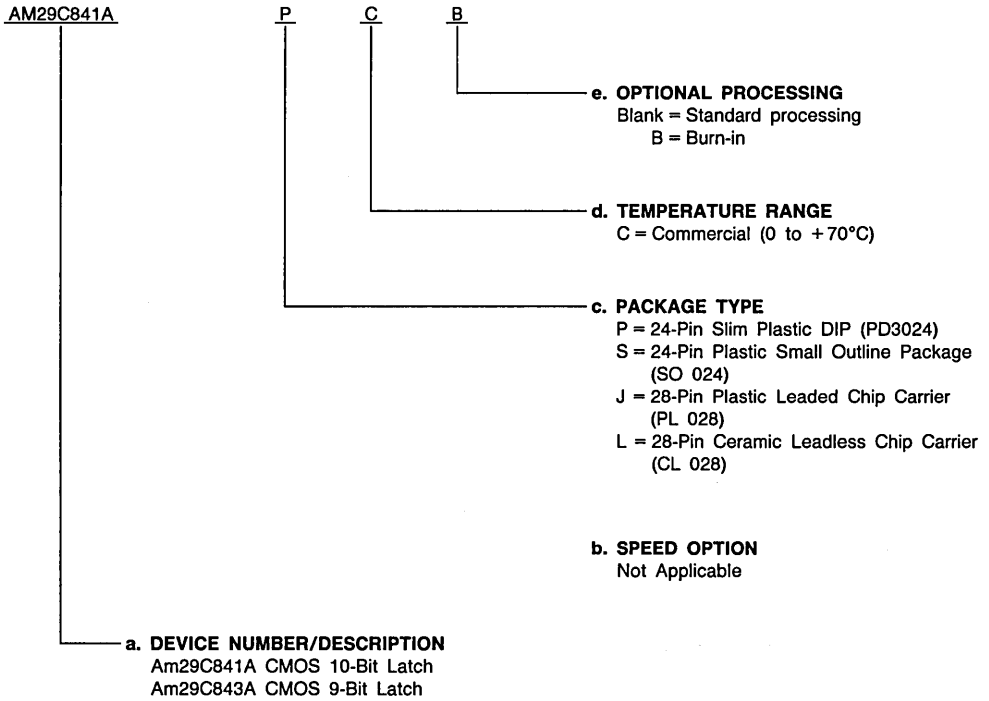 AM29C841A P C B
e. OPTIONAL PROCESSING
Blank = Standard processing
B = Burn-in
d. TEMPERATURE RANGE
C = Commercial (0 to +70°C)
c. PACKAGE TYPE
P = 24-Pin Slim Plastic DIP (PD3024)
S = 24-Pin Plastic Small Outline Package
(SO 024)
J = 28-Pin Plastic Leaded Chip Carrier
(PL 028)
L = 28-Pin Ceramic Leadless Chip Carrier
(CL 028)
b. SPEED OPTION
Not Applicable
a. DEVICE NUMBER/DESCRIPTION
Am29C841A CMOS 10-Bit Latch
Am29C843A CMOS 9-Bit Latch